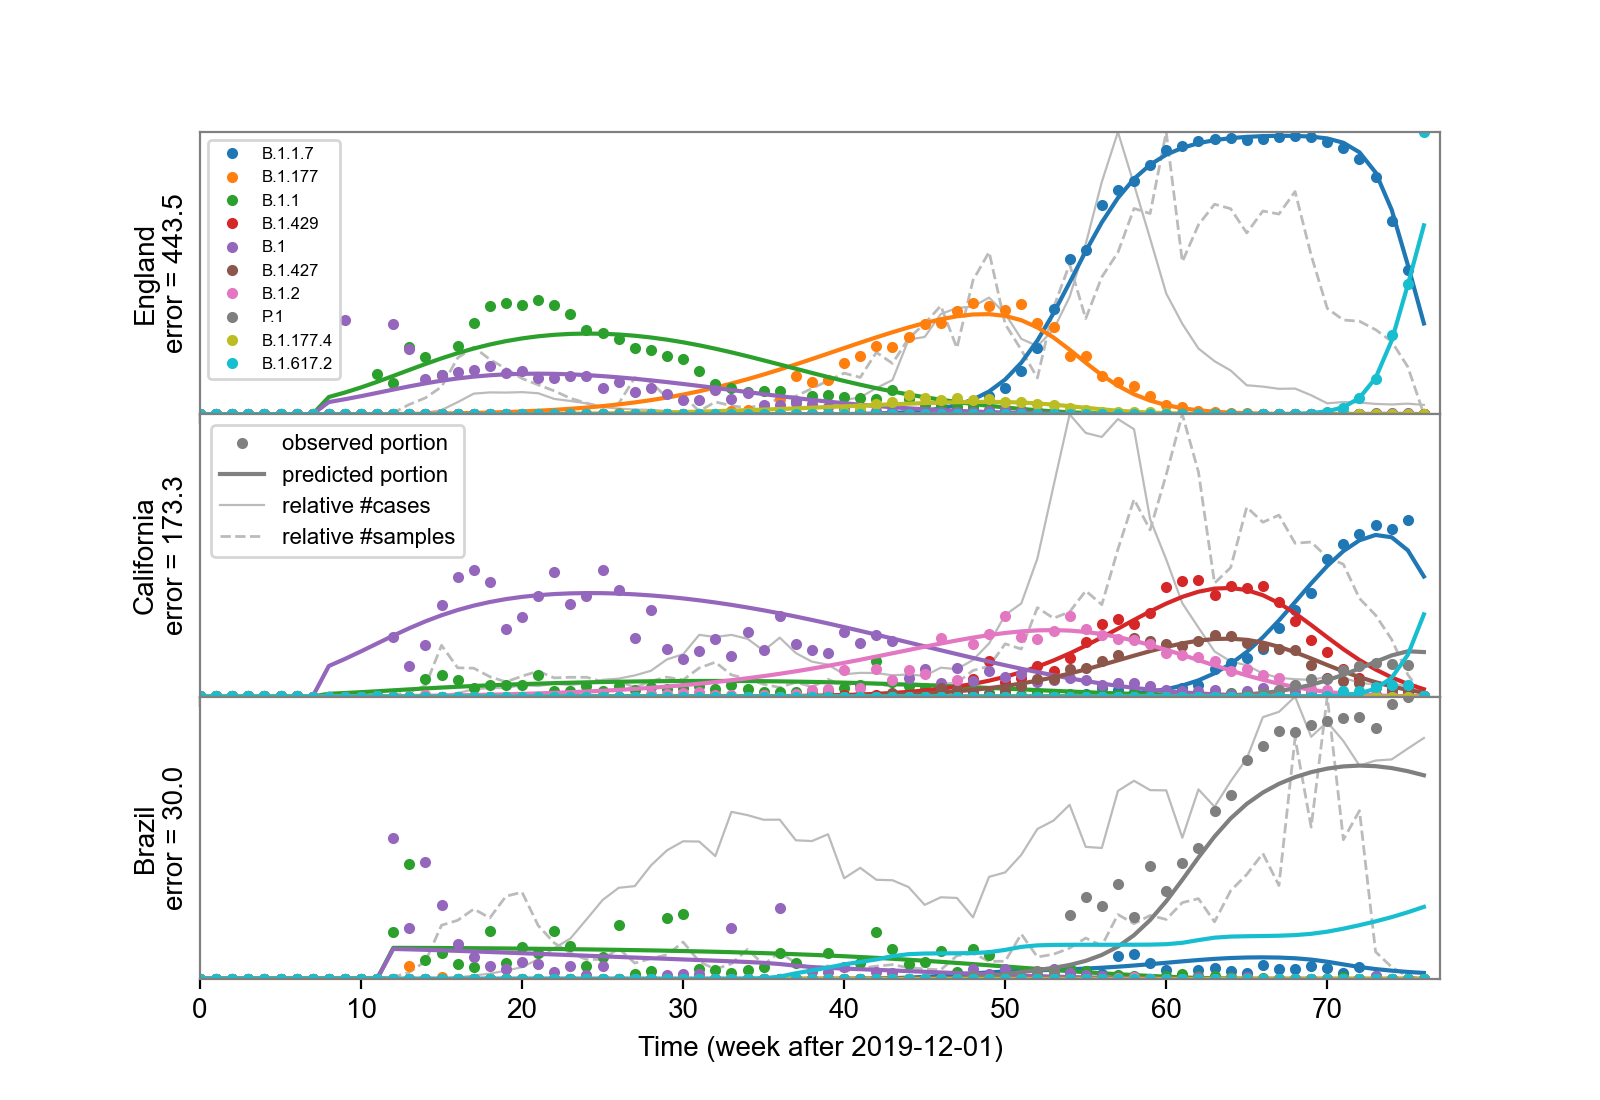 England
error = 443.5
B.1.1.7
B.1.177
B.1.1
B.1.429
B.1
B.1.427
B.1.2
P.1
B.1.177.4
B.1.617.2
California
error = 173.3
observed portion
predicted portion
relative #cases
relative #samples
Brazil
error = 30.0
0 10 20 30 40 50 60 70
Time (week after 2019-12-01)